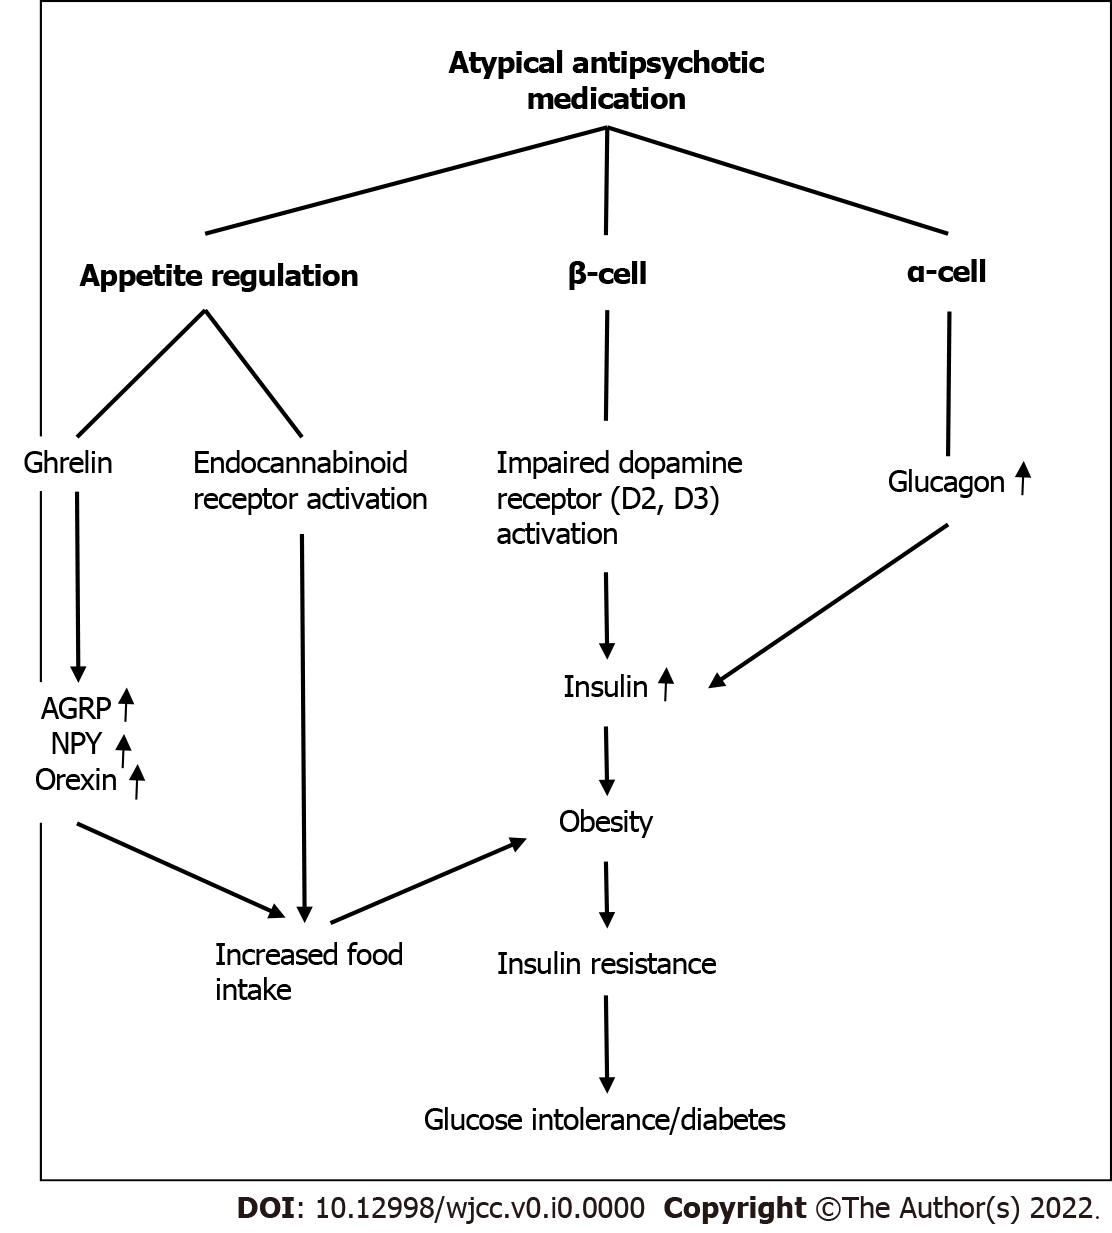 Atypical antipsychotic
medication
Appetite regulation
β-cell
α-cell
Ghrelin
Endocannabinoid
receptor activation
Impaired dopamine
receptor (D2, D3)
activation
Glucagon
Insulin
AGRP
NPY
Orexin
Obesity
Increased food
intake
Insulin resistance
Glucose intolerance/diabetes
DOI: 10.12998/wjcc.v0.i0.0000 Copyright ©The Author(s) 2022.